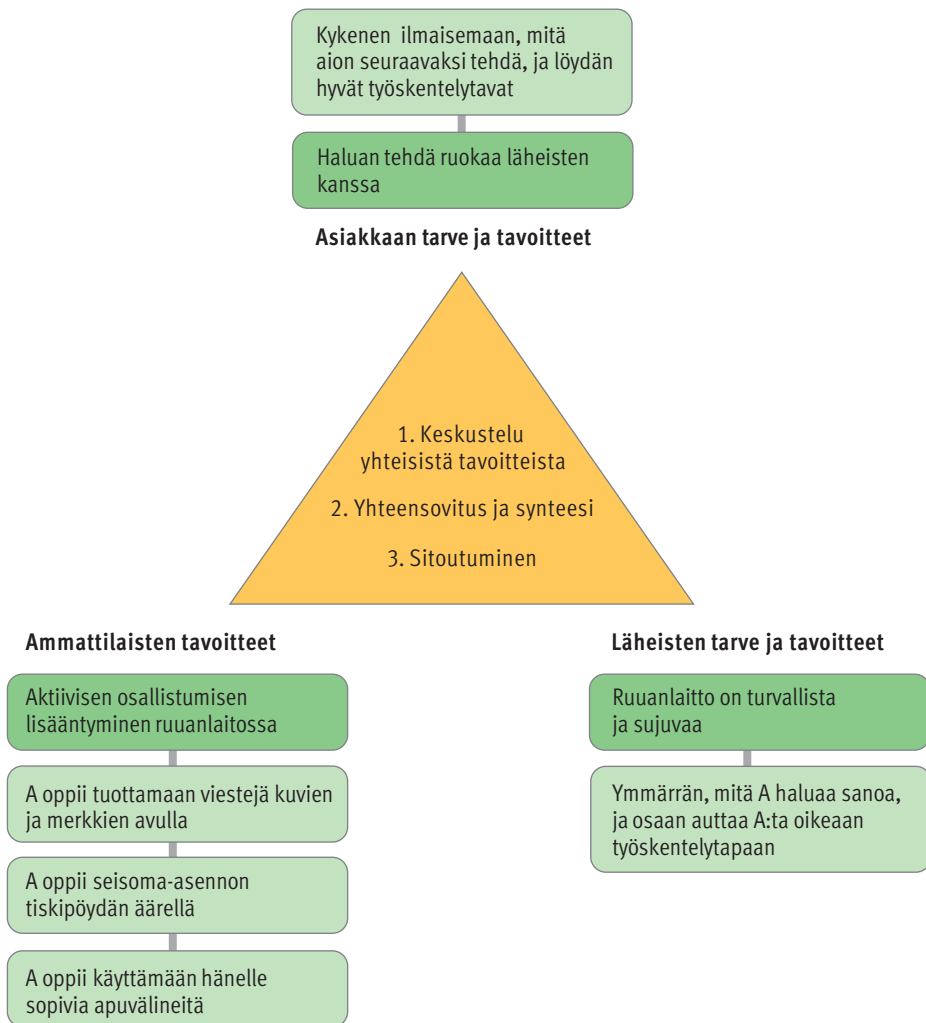 Kykenen ilmaisemaan, mitä
aion seuraavaksi tehdä, ja löydän
hyvät työskentelytavat
Haluan tehdä ruokaa läheisten
kanssa
Asiakkaan tarve ja tavoitteet
1. Keskustelu
yhteisistä tavoitteista
2. Yhteensovitus ja synteesi
3. Sitoutuminen
Ammattilaisten tavoitteet
Aktiivisen osallistumisen
lisääntyminen ruuanlaitossa
A oppii tuottamaan viestejä kuvien
ja merkkien avulla
A oppii seisoma-asennon
tiskipöydän äärellä
A oppii käyttämään hänelle
sopivia apuvälineitä
Läheisten tarve ja tavoitteet
Ruuanlaitto on turvallista
ja sujuvaa
Ymmärrän, mitä A haluaa sanoa,
ja osaan auttaa A:ta oikeaan
työskentelytapaan